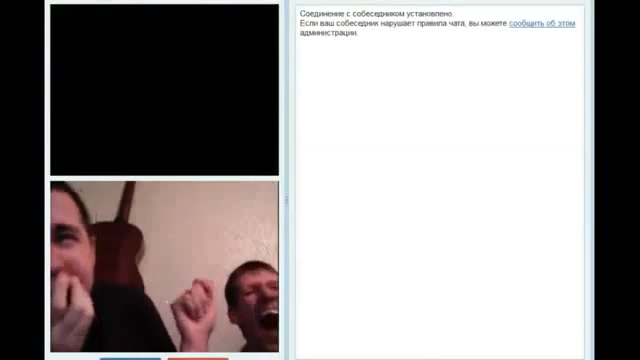 Соединение с собеседником установлено
Если ваш собеседник нарушает правила чата, вы можете сообщить об этом
администрации.